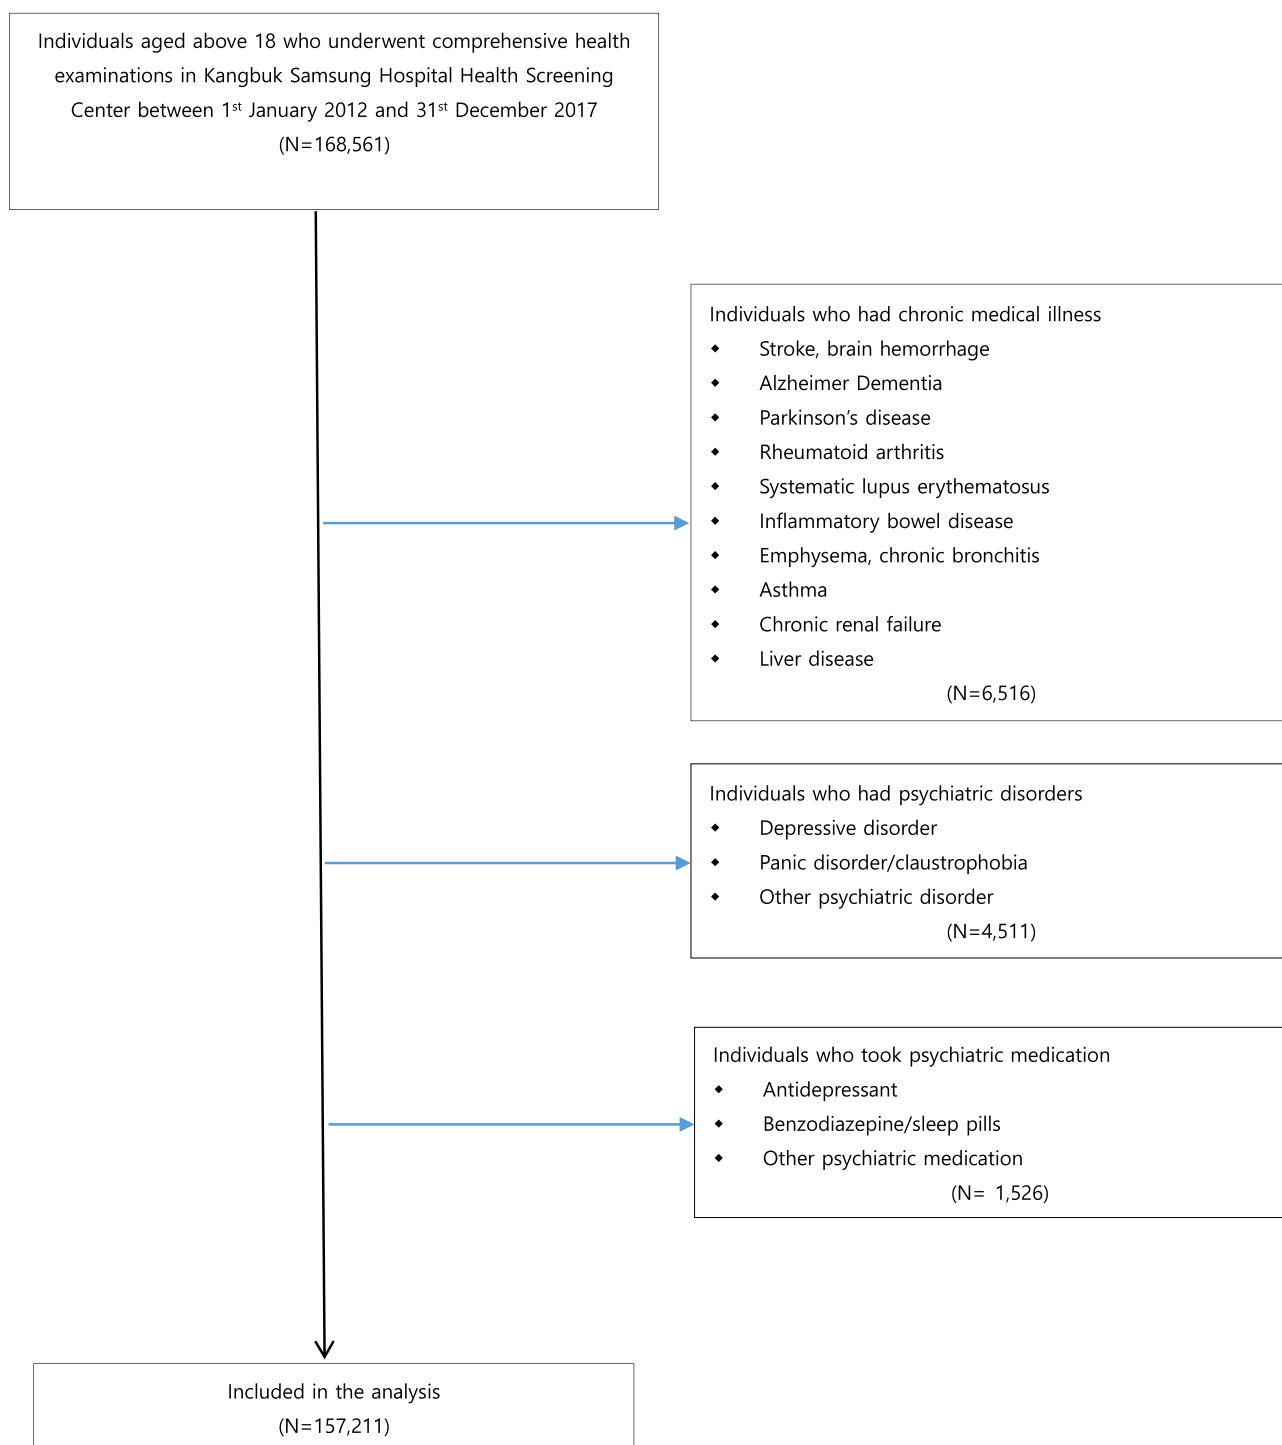 Individuals aged above 18 who underwent comprehensive health
examinations in Kangbuk Samsung Hospital Health Screening
Center between 1st January 2012 and 31st December 2017
(N=168,561)
Individuals who had chronic medical illness
◆ Stroke, brain hemorrhage
◆ Alzheimer Dementia
◆ Parkinson’s disease
◆ Rheumatoid arthritis
◆ Systematic lupus erythematosus
◆ Inflammatory bowel disease
◆ Emphysema, chronic bronchitis
◆ Asthma
◆ Chronic renal failure
◆ Liver disease
(N=6,516)
Individuals who had psychiatric disorders
◆ Depressive disorder
◆ Panic disorder/claustrophobia
◆ Other psychiatric disorder
(N=4,511)
Individuals who took psychiatric medication
◆ Antidepressant
◆ Benzodiazepine/sleep pills
◆ Other psychiatric medication
(N= 1,526)
Included in the analysis
(N=157,211)